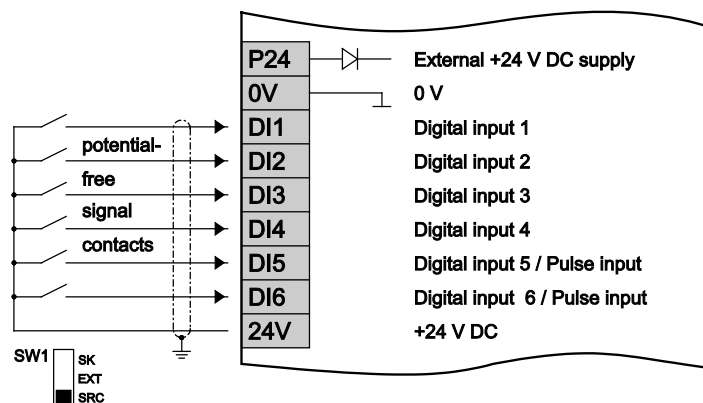 P24 External +24 V DC supply
0V 0 V
DI1 Digital input 1
potential-
DI2 Digital input 2
free
DI3 Digital input 3
signal
DI4 Digital input 4
contacts
DI5 Digital input 5 / Pulse input
DI6 Digital input 6 / Pulse input
24V +24 V DC
SW1 SK
EXT
SRC